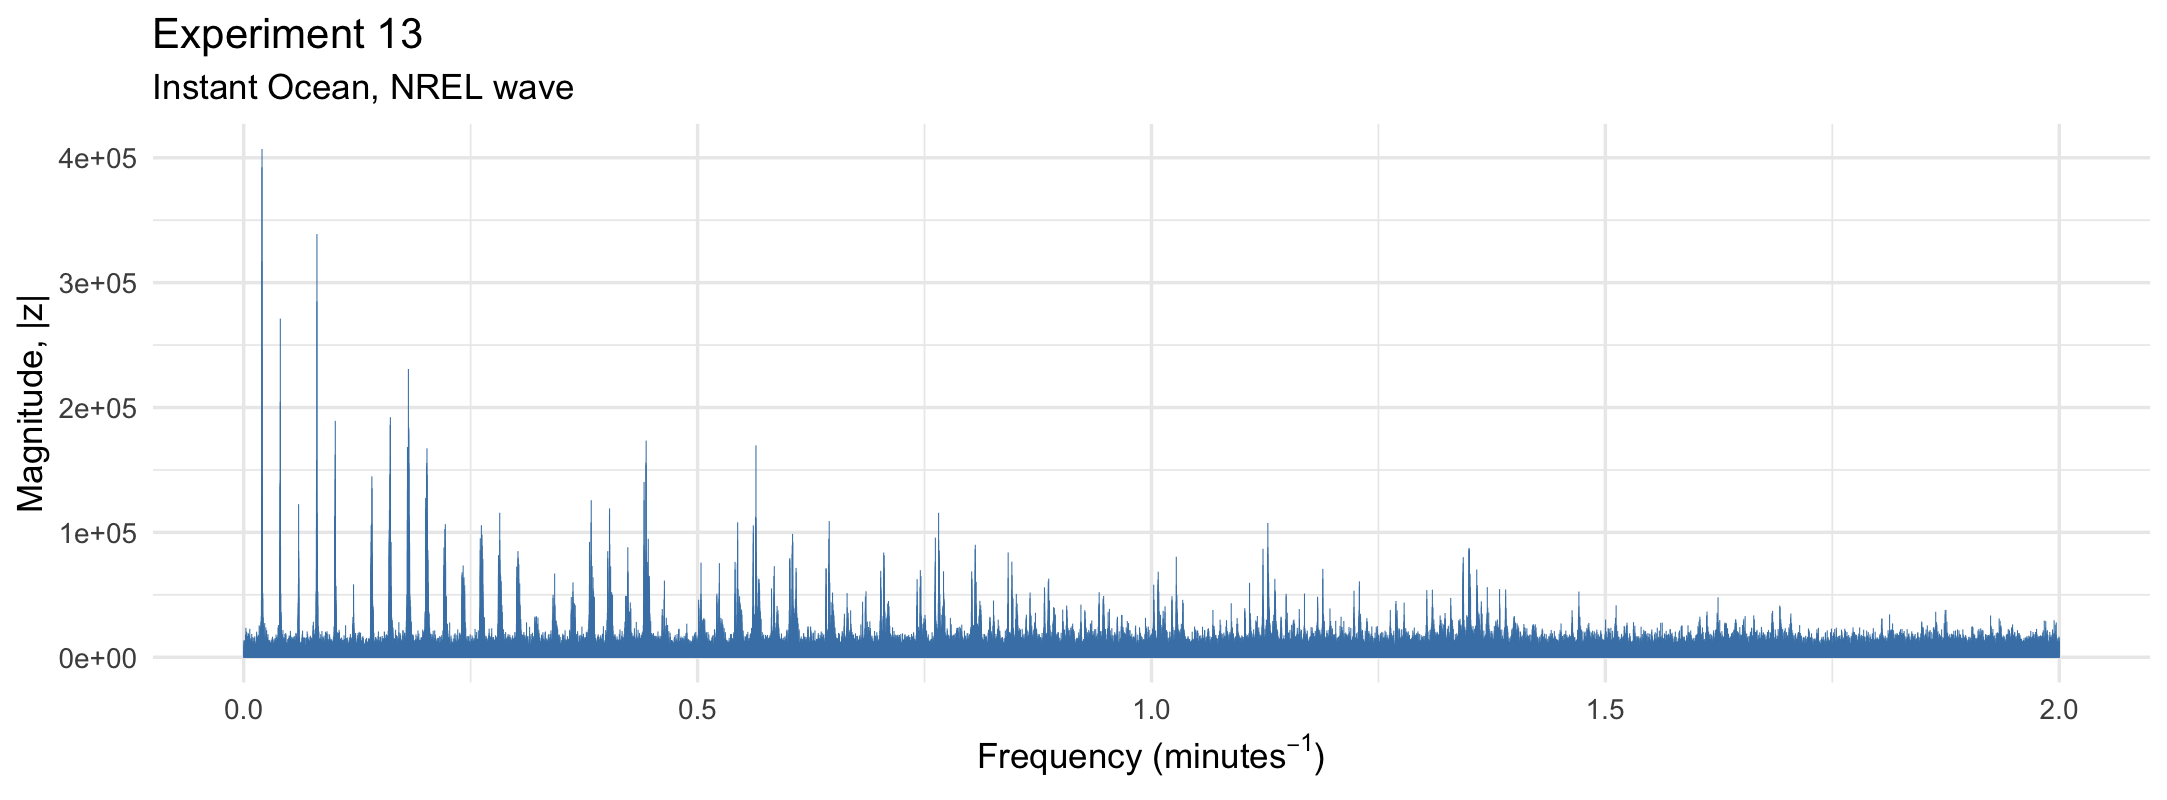 Experiment 13
Instant Ocean, NREL wave
Magnitude, |z|
4e+05
3e+05
2e+05
1e+05
0e+00
0.0 0.5 1.0 1.5 2.0
Frequency (minutes⁻¹)